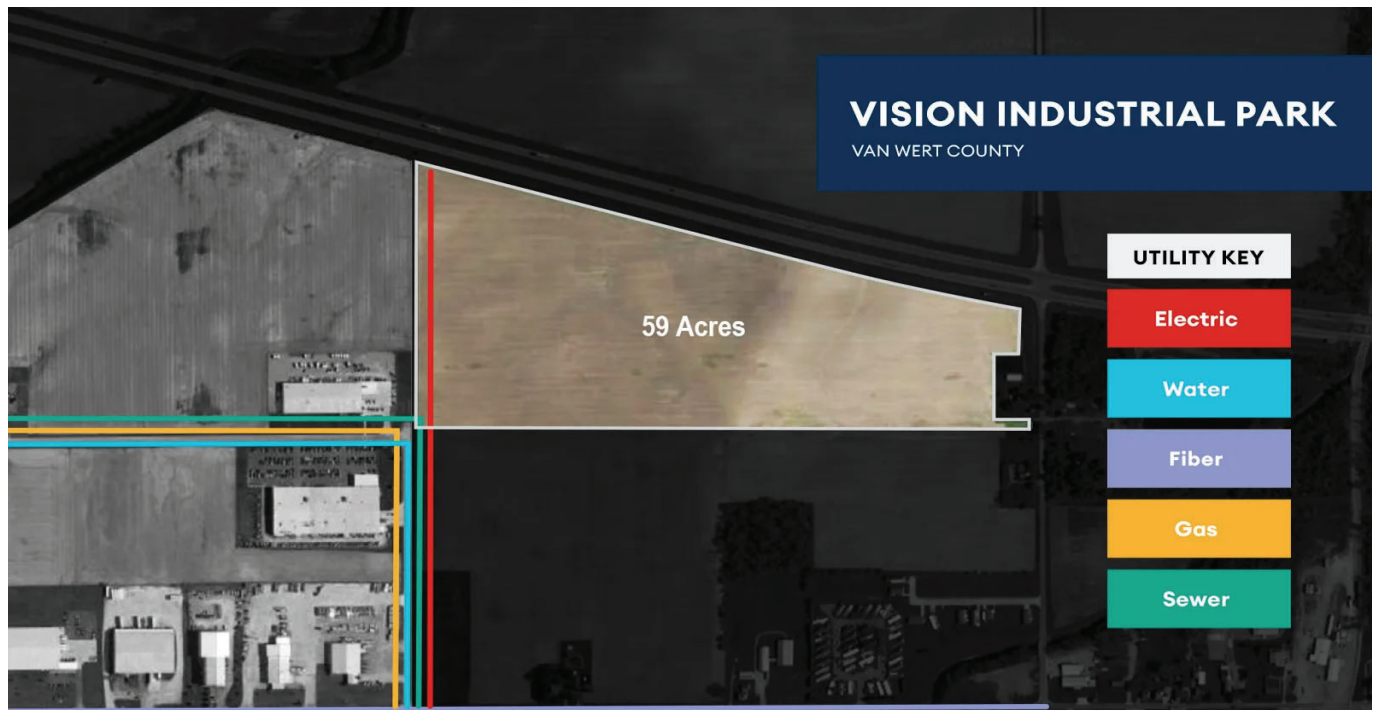 VISION INDUSTRIAL PARK
VAN WERT COUNTY
UTILITY KEY
Electric
59 Acres
Water
Fiber
Gas
Sewer